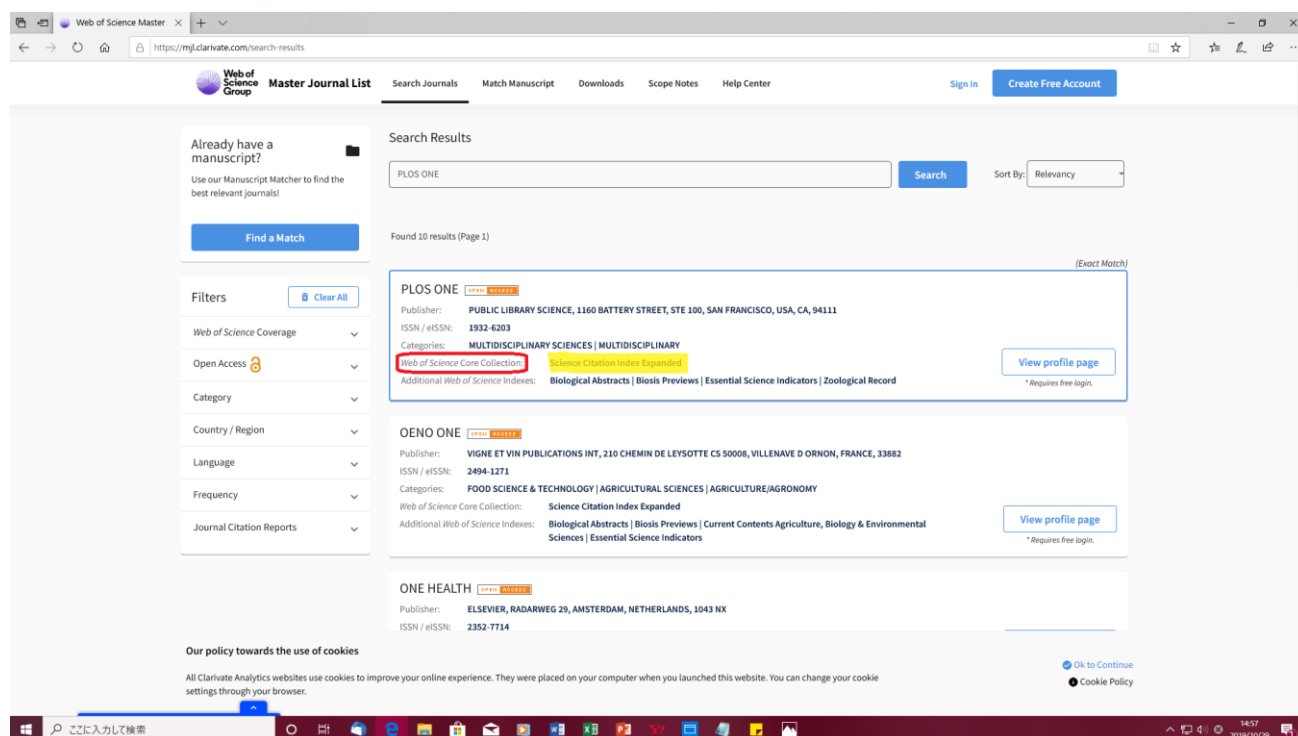 Web of Science Master
https://mjl.clarivate.com/search-results
Web of
Science
Group
Master Journal List
Search Journals
Match Manuscript
Downloads
Scope Notes
Help Center
Sign In
Create Free Account
Already have a
manuscript?
Use our Manuscript Matcher to find the
best relevant journals!
Find a Match
Filters
Clear All
Web of Science Coverage
Open Access
Category
Country / Region
Language
Frequency
Journal Citation Reports
Search Results
PLOS ONE
Search
Sort By:
Relevancy
Found 10 results (Page 1)
(Exact Match)
PLOS ONE OPEN ACCESS
Publisher: PUBLIC LIBRARY SCIENCE, 1160 BATTERY STREET, STE 100, SAN FRANCISCO, USA, CA, 94111
ISSN / eISSN: 1932-6203
Categories: MULTIDISCIPLINARY SCIENCES | MULTIDISCIPLINARY
Web of Science Core Collection: Science Citation Index Expanded
Additional Web of Science Indexes: Biological Abstracts | Biosis Previews | Essential Science Indicators | Zoological Record
View profile page
* Requires free login.
OENO ONE OPEN ACCESS
Publisher: VIGNE ET VIN PUBLICATIONS INT, 210 CHEMIN DE LEYSOTTE CS 50008, VILLENAVE D ORNON, FRANCE, 33882
ISSN / eISSN: 2494-1271
Categories: FOOD SCIENCE & TECHNOLOGY | AGRICULTURAL SCIENCES | AGRICULTURE/AGRONOMY
Web of Science Core Collection: Science Citation Index Expanded
Additional Web of Science Indexes: Biological Abstracts | Biosis Previews | Current Contents Agriculture, Biology & Environmental
Sciences | Essential Science Indicators
View profile page
* Requires free login.
ONE HEALTH OPEN ACCESS
Publisher: ELSEVIER, RADARWEG 29, AMSTERDAM, NETHERLANDS, 1043 NX
ISSN / eISSN: 2352-7714
Our policy towards the use of cookies
All Clarivate Analytics websites use cookies to improve your online experience. They were placed on your computer when you launched this website. You can change your cookie
settings through your browser.
Ok to Continue
Cookie Policy
ここに入力して検索
14:57
2019/10/29